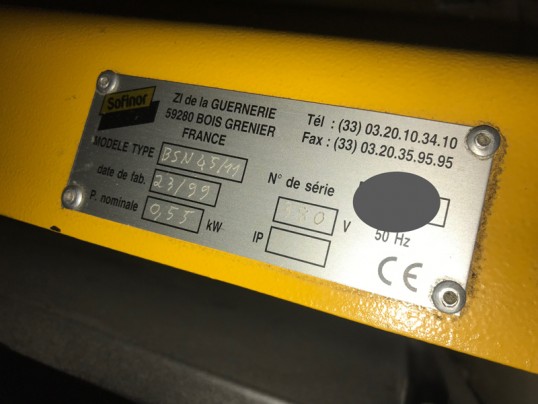 Sofinor
ZI de la GUERNERIE
59280 BOIS GRENIER
FRANCE
Tél : (33) 03.20.10.34.10
Fax : (33) 03.20.35.95.95
MODELE TYPE BSN 45/11
date de fab. 23/99
N° de série
P. nominale 0,55 kW
V
50 Hz
IP
CE